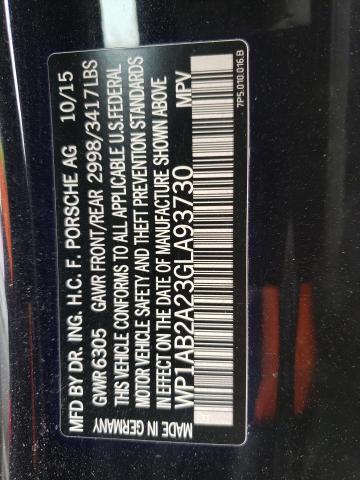 MFD BY DR. ING. H.C. F. PORSCHE AG 10/15
GWVR 6305 GAWR FRONT/REAR 2998/3417LBS
THIS VEHICLE CONFORMS TO ALL APPLICABLE U.S.FEDERAL
MOTOR VEHICLE SAFETY AND THEFT PREVENTION STANDARDS
IN EFFECT ON THE DATE OF MANUFACTURE SHOWN ABOVE
WP1AB2A23GLA93730 MPV
MADE IN GERMANY
7P5.010.016.B